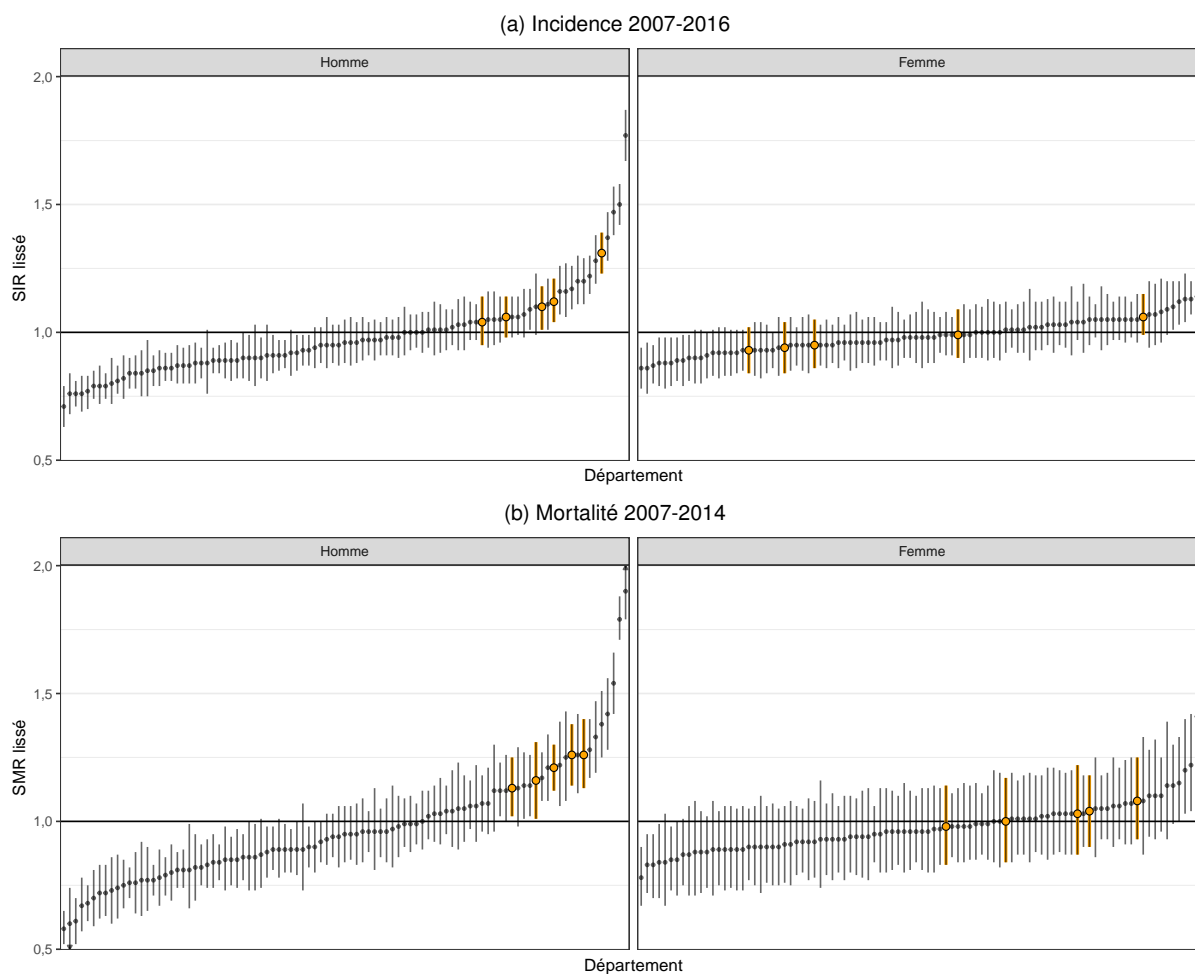 (a) Incidence 2007-2016
Homme
Femme
2,0
1,5
1,0
0,5
SIR lissé
Département
(b) Mortalité 2007-2014
Homme
Femme
2,0
1,5
1,0
0,5
SMR lissé
Département